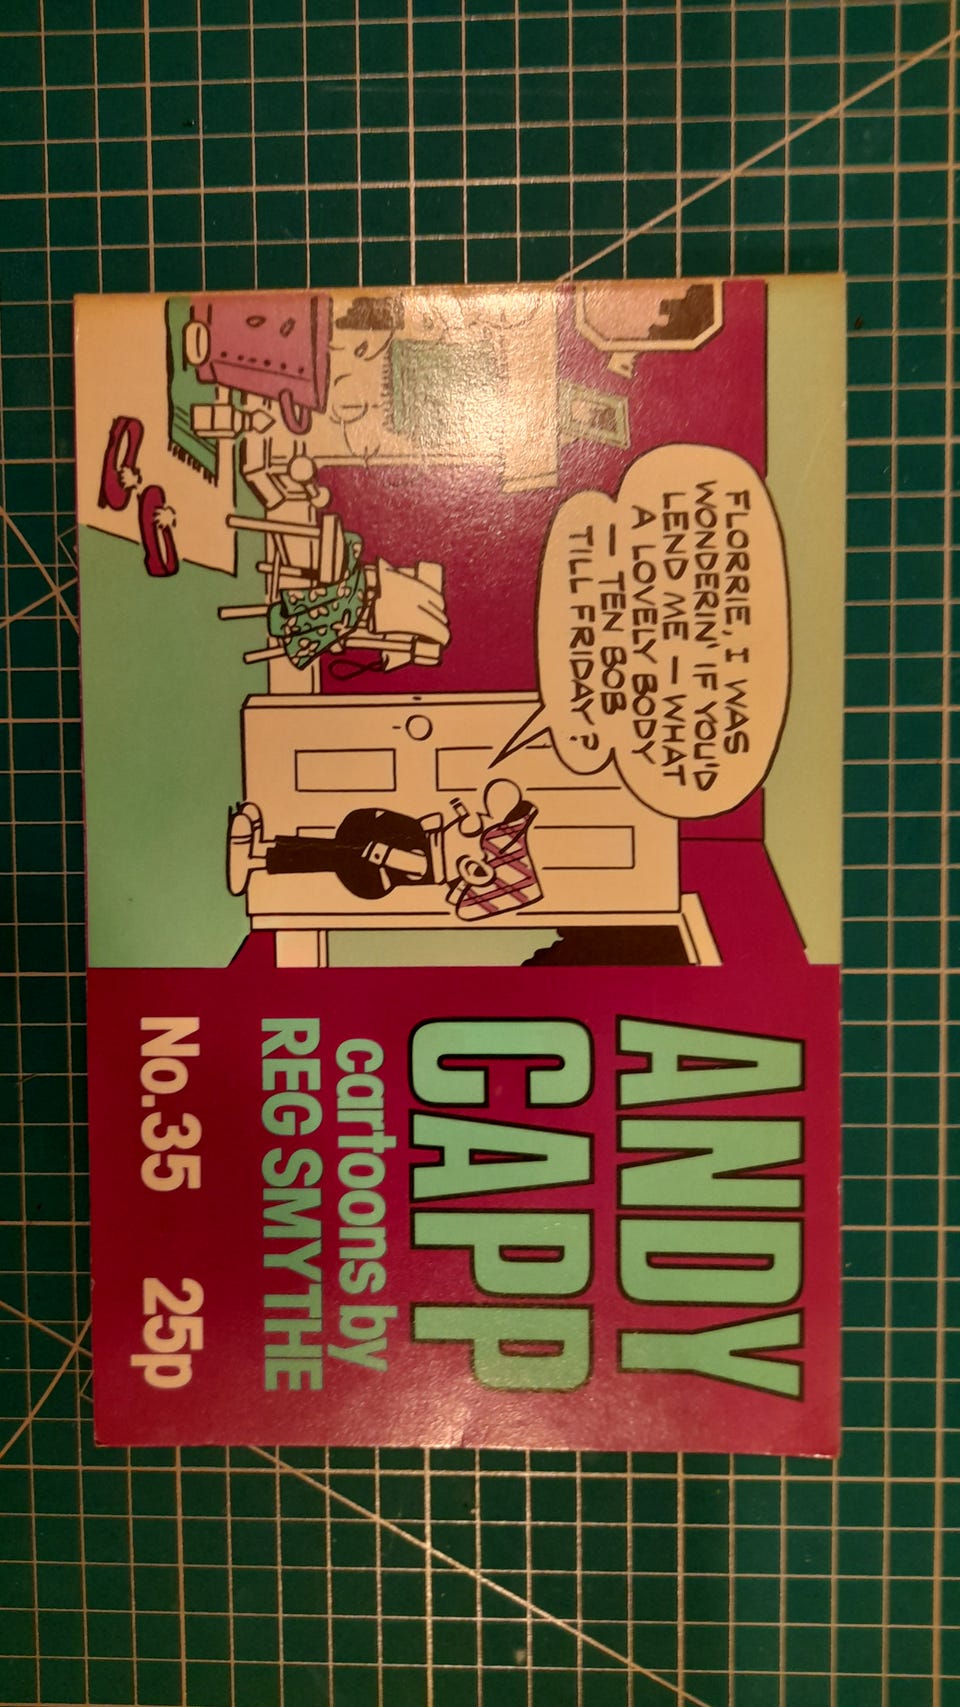 FLORRIE, I WAS
WONDERIN' IF YOU'D
LEND ME — WHAT
A LOVELY BODY
— TEN BOB
TILL FRIDAY?
ANDY
CAPP
cartoons by
REG SMYTHE
No.35 25p